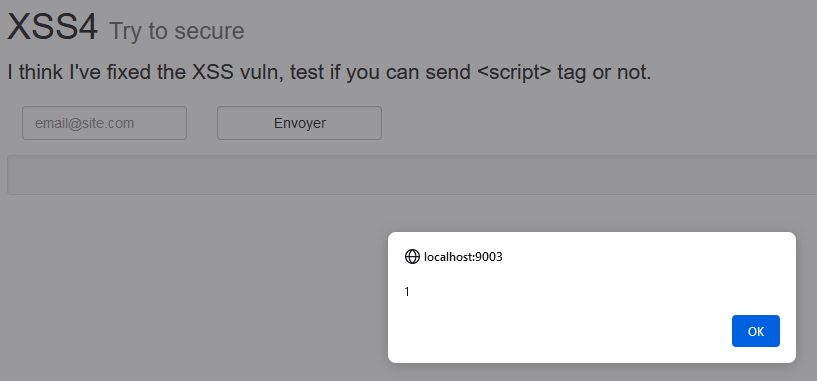 XSS4 Try to secure
I think I've fixed the XSS vuln, test if you can send <script> tag or not.
email@site.com Envoyer
localhost:9003
1
OK